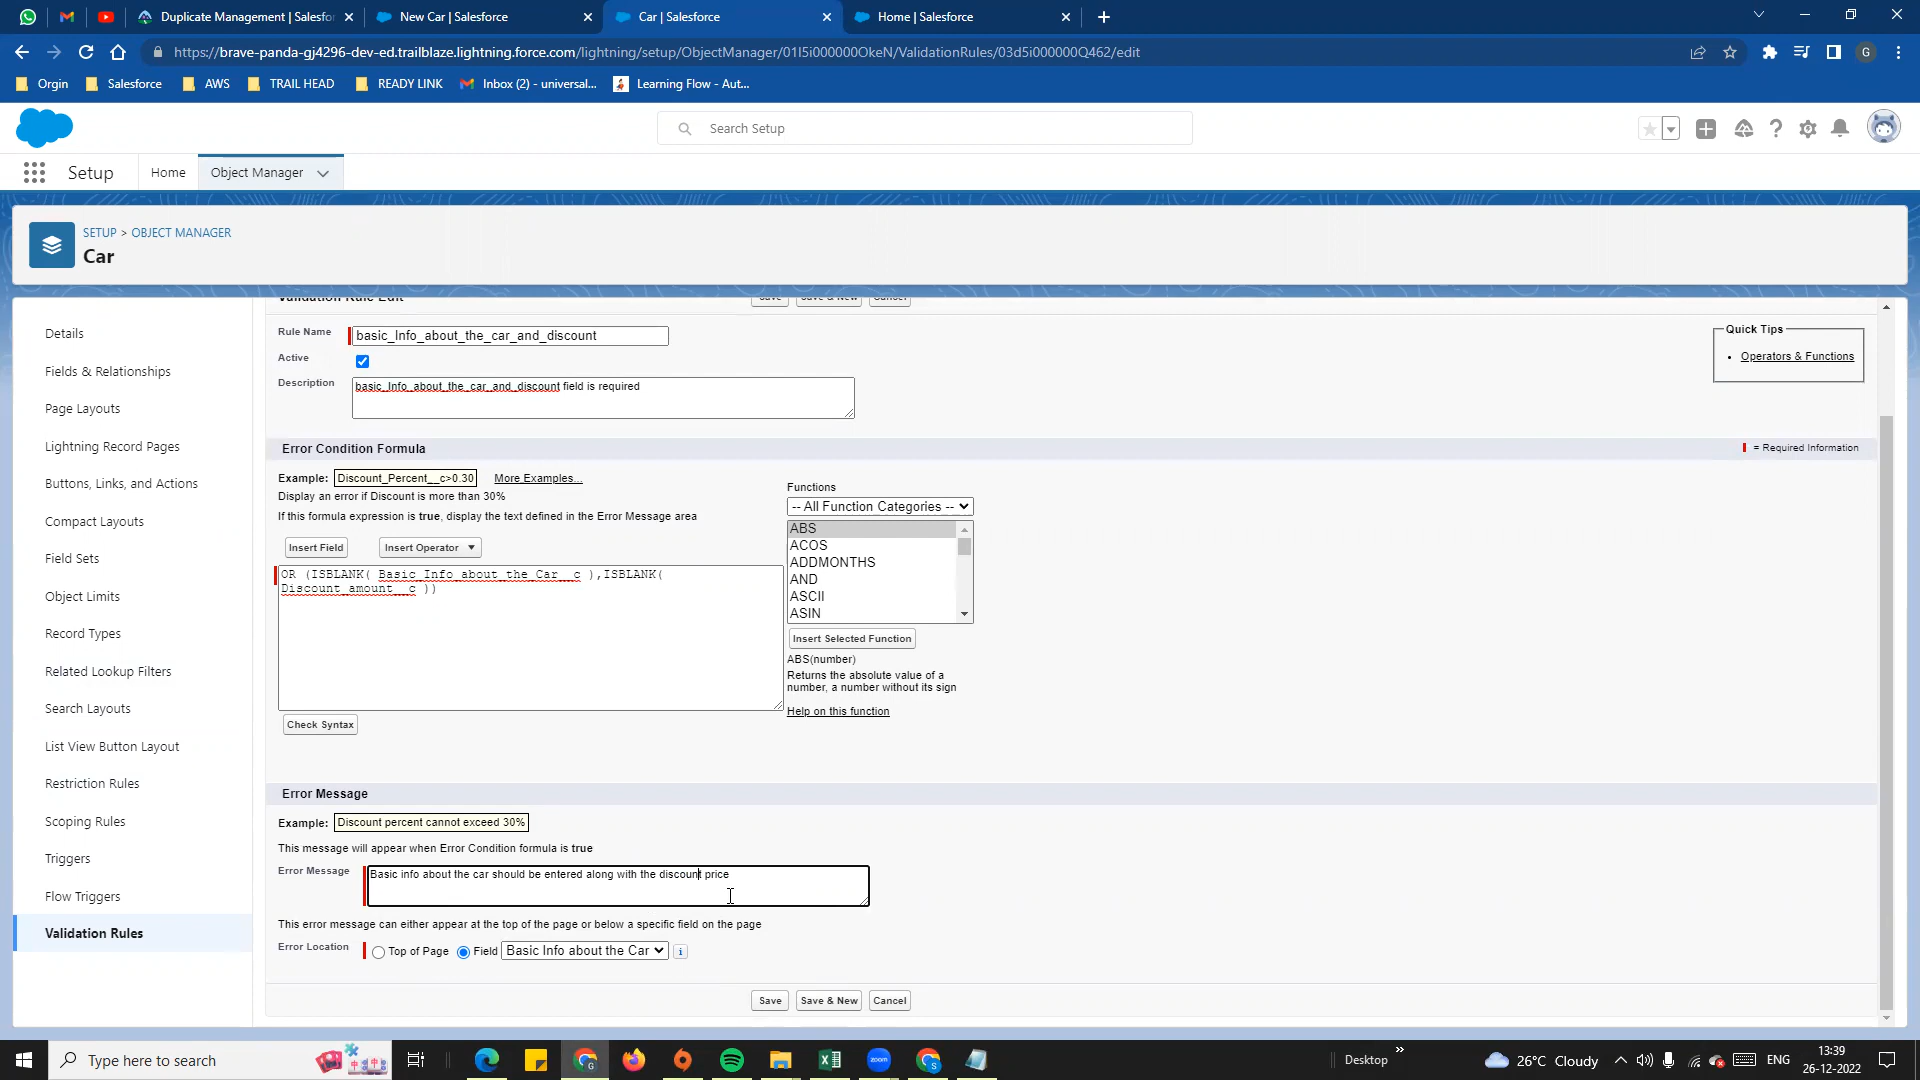 Duplicate Management | Salesfor
New Car | Salesforce
Car | Salesforce
Home | Salesforce
https://brave-panda-gj4296-dev-ed.trailblaze.lightning.force.com/lightning/setup/ObjectManager/01I5i000000OkeN/ValidationRules/03d5i000000Q462/edit
G
Orgin
Salesforce
AWS
TRAIL HEAD
READY LINK
Inbox (2) - universal...
Learning Flow - Aut...
Search Setup
Setup
Home
Object Manager
SETUP > OBJECT MANAGER
Car
Details
Fields & Relationships
Page Layouts
Lightning Record Pages
Buttons, Links, and Actions
Compact Layouts
Field Sets
Object Limits
Record Types
Related Lookup Filters
Search Layouts
List View Button Layout
Restriction Rules
Scoping Rules
Triggers
Flow Triggers
Validation Rules
Validation Rule Edit
Save
Save & New
Cancel
Rule Name
basic_Info_about_the_car_and_discount
Active
Description
basic_Info_about_the_car_and_discount field is required
Quick Tips
• Operators & Functions
Error Condition Formula
= Required Information
Example: Discount_Percent__c>0.30 More Examples...
Display an error if Discount is more than 30%
If this formula expression is true, display the text defined in the Error Message area
Insert Field
Insert Operator
OR (ISBLANK( Basic_Info_about_the_Car__c ),ISBLANK(
Discount_amount__c ))
Check Syntax
Functions
-- All Function Categories --
ABS
ACOS
ADDMONTHS
AND
ASCII
ASIN
Insert Selected Function
ABS(number)
Returns the absolute value of a
number, a number without its sign
Help on this function
Error Message
Example: Discount percent cannot exceed 30%
This message will appear when Error Condition formula is true
Error Message
Basic info about the car should be entered along with the discount price
This error message can either appear at the top of the page or below a specific field on the page
Error Location
Top of Page
Field
Basic Info about the Car
i
Save
Save & New
Cancel
Type here to search
Desktop
26°C Cloudy
ENG
13:39
26-12-2022